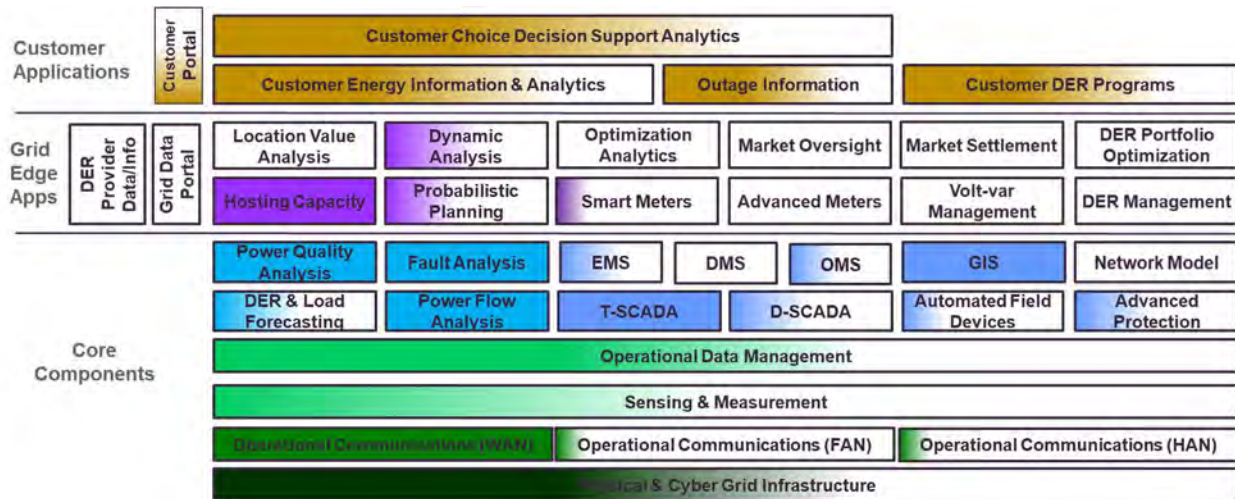 Customer
Applications
Customer
Portal
Customer Choice Decision Support Analytics
Customer Energy Information & Analytics
Outage Information
Customer DER Programs
Grid
Edge
Apps
DER
Provider
Data/Info
Grid Data
Portal
Location Value
Analysis
Dynamic
Analysis
Optimization
Analytics
Market Oversight
Market Settlement
DER Portfolio
Optimization
Hosting Capacity
Probabilistic
Planning
Smart Meters
Advanced Meters
Volt-var
Management
DER Management
Core
Components
Power Quality
Analysis
Fault Analysis
EMS
DMS
OMS
GIS
Network Model
DER & Load
Forecasting
Power Flow
Analysis
T-SCADA
D-SCADA
Automated Field
Devices
Advanced
Protection
Operational Data Management
Sensing & Measurement
Operational Communications (WAN)
Operational Communications (FAN)
Operational Communications (HAN)
Physical & Cyber Grid Infrastructure